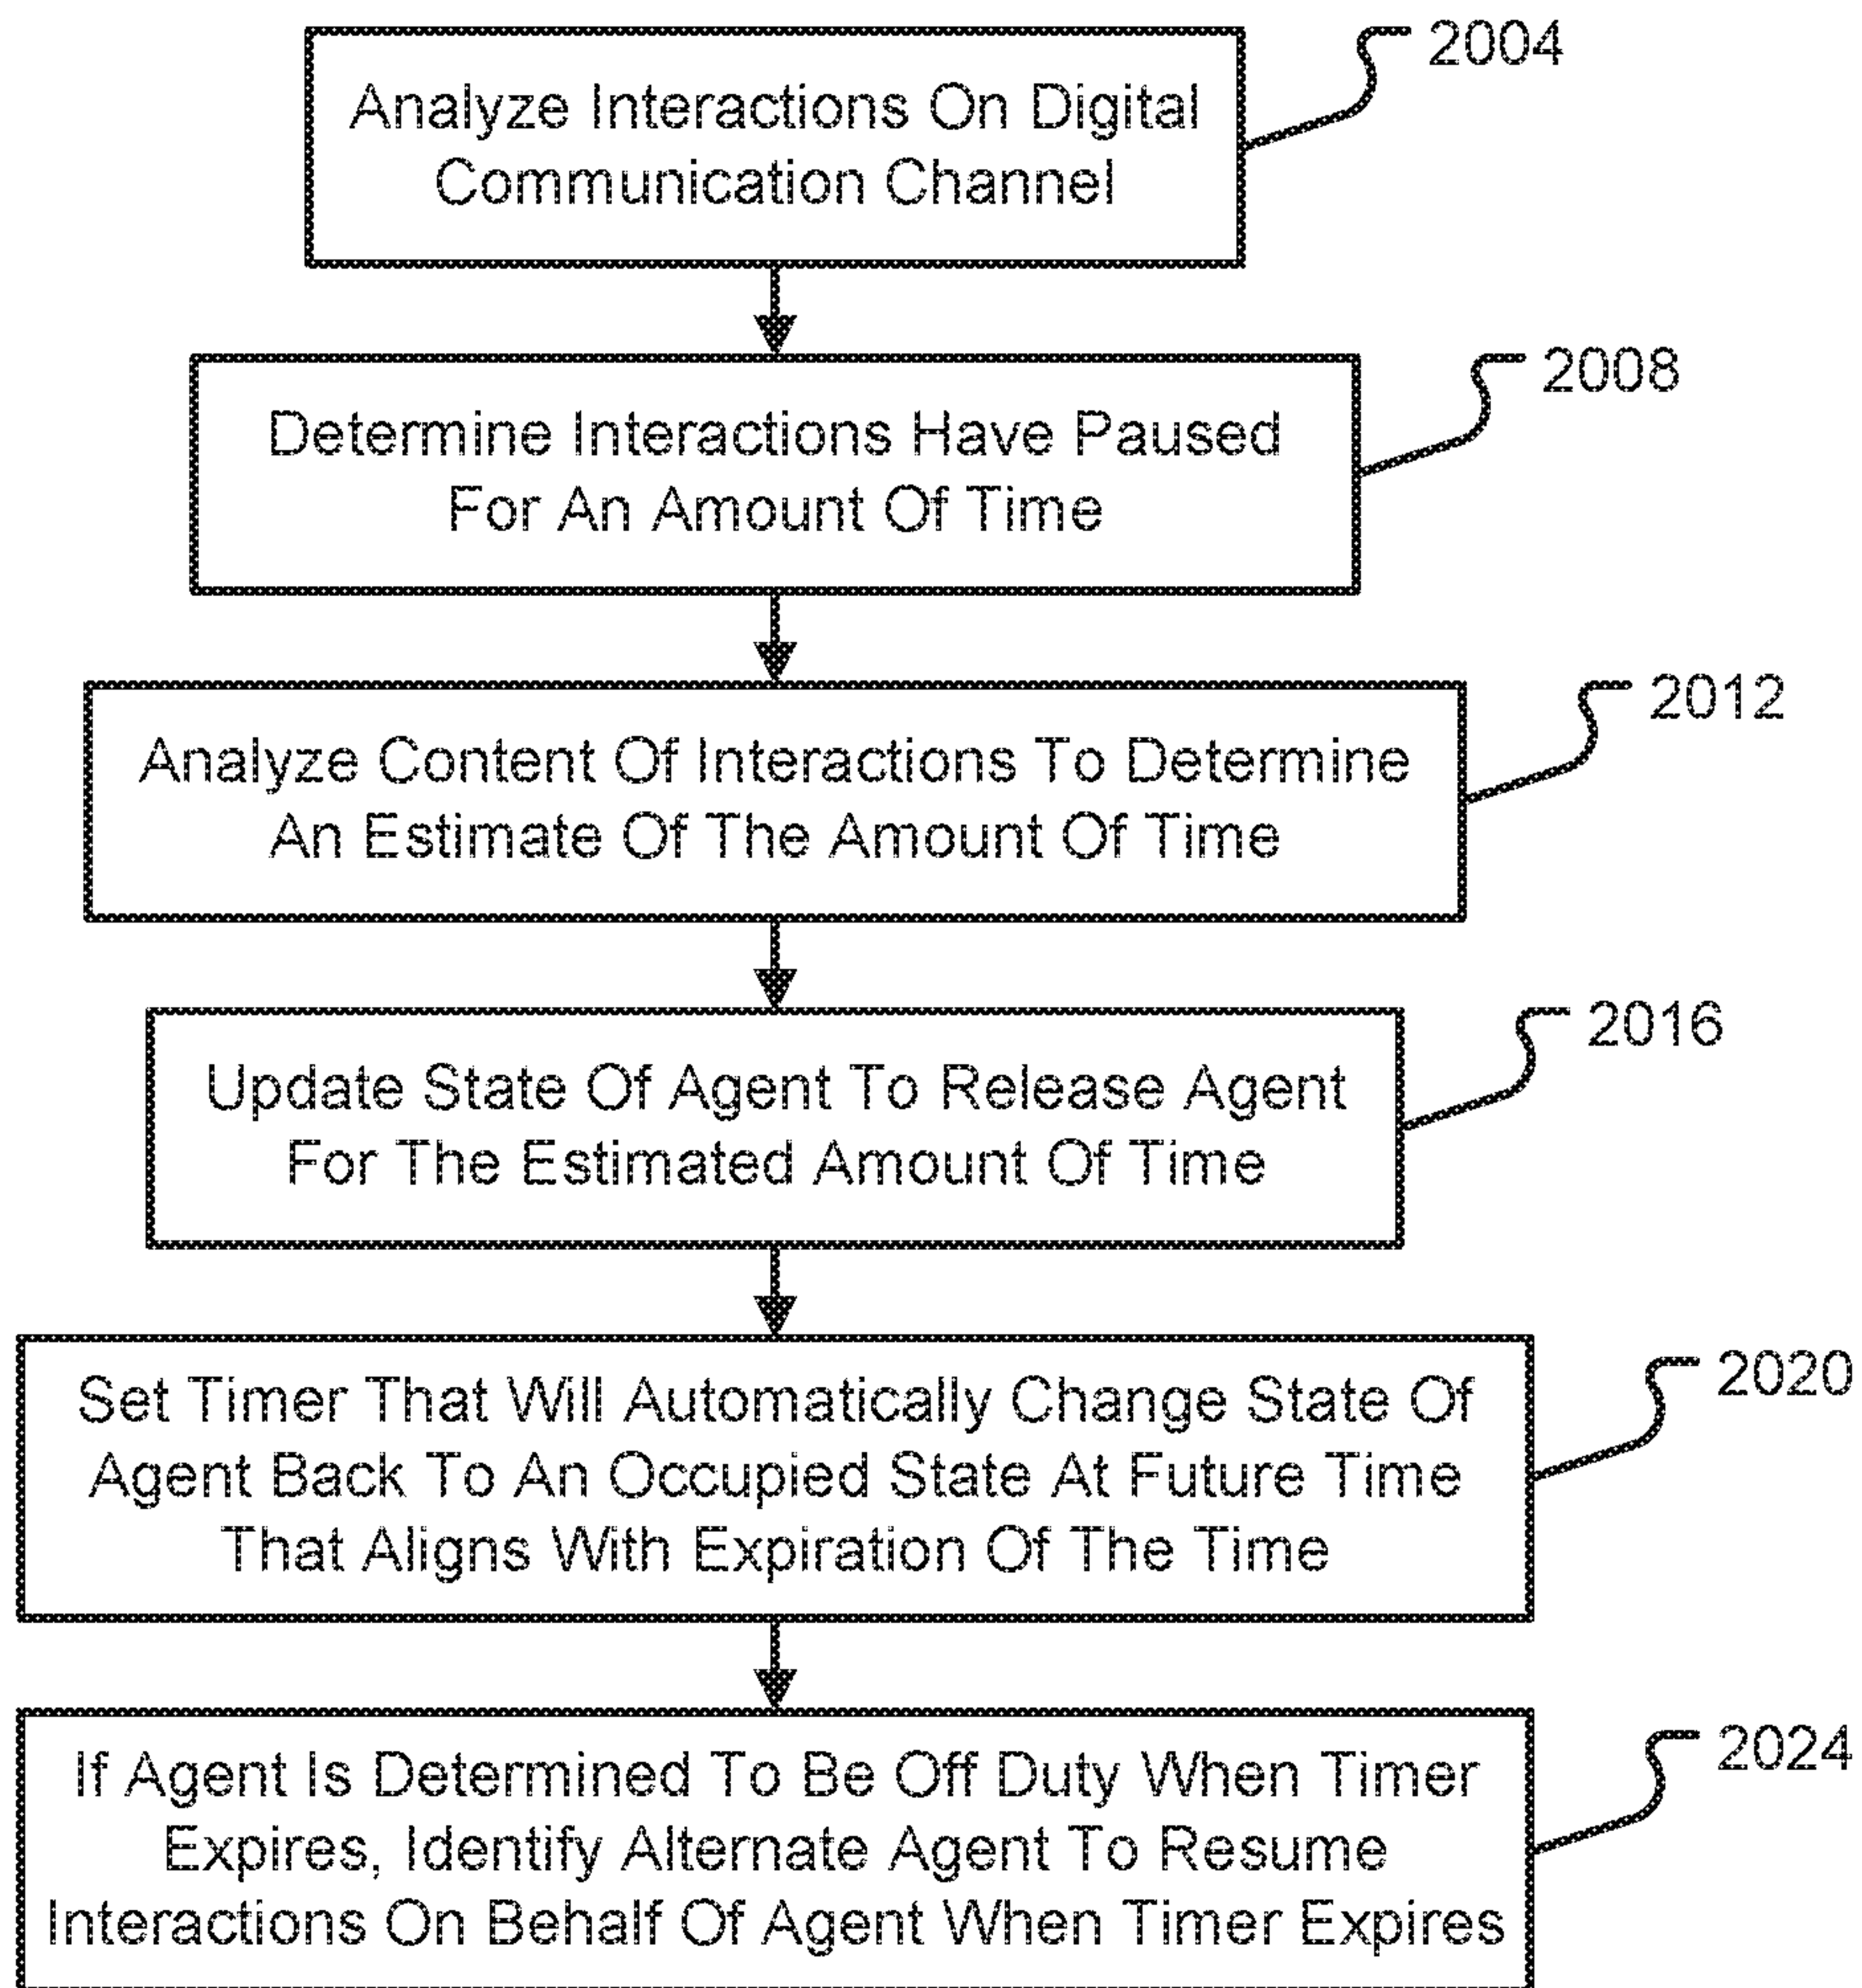 Analyze Interactions On Digital
Communication Channel
2004
Determine Interactions Have Paused
For An Amount Of Time
2008
Analyze Content Of Interactions To Determine
An Estimate Of The Amount Of Time
2012
Update State Of Agent To Release Agent
For The Estimated Amount Of Time
2016
Set Timer That Will Automatically Change State Of
Agent Back To An Occupied State At Future Time
That Aligns With Expiration Of The Time
2020
If Agent Is Determined To Be Off Duty When Timer
Expires, Identify Alternate Agent To Resume
Interactions On Behalf Of Agent When Timer Expires
2024